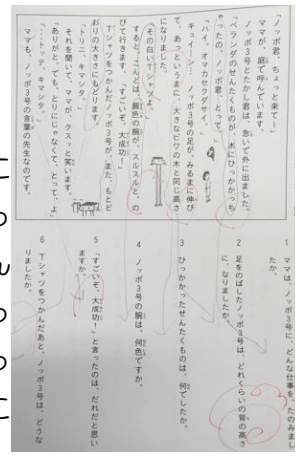 「ノッポ君、ちょっと来てー!」
ママが、庭で呼んでいます。
ノッポ3号とたかし君は、急いで外に出ました。
「ベランダのせんたくものが、木にひっかかっち
ゃったの。ノッポ君、とって。」
「ハイ、オマカセクダサイ。」
キュイーン… ノッポ3号の足が、みるまに伸び
て、あっというまに、大きなビワの木と同じ高さ
になりました。
その白いTシャツよ。
すると、こんどは、銀色の腕が、スルスルと、の
びて行きます。「すごいぞ、大成功!」
Tシャツをつかんだノッポ3号が、また、もとど
おりの大きさにもどります。
「トリニ、キマシタ。」
それを聞いて、ママが、クスッと笑います。
「ありがと。でも、とりにじゃなくて、とって、よ」
「…トッテ、キマシタ。」
ママも、ノッポ3号の言葉の先生なのです。
1 ママは、ノッポ3号に、どんな仕事を、たのみまし
たか。
2 足をのばしたノッポ3号は、どれくらいの背の高さ
に、なりましたか。
3 ひっかかったせんたくものは、何でしたか。
4 ノッポ3号の腕は、何色ですか。
5 「すごいぞ、大成功!」と言ったのは、だれだと思い
ますか。
6 Tシャツをつかんだあと、ノッポ3号は、どうな
りましたか。